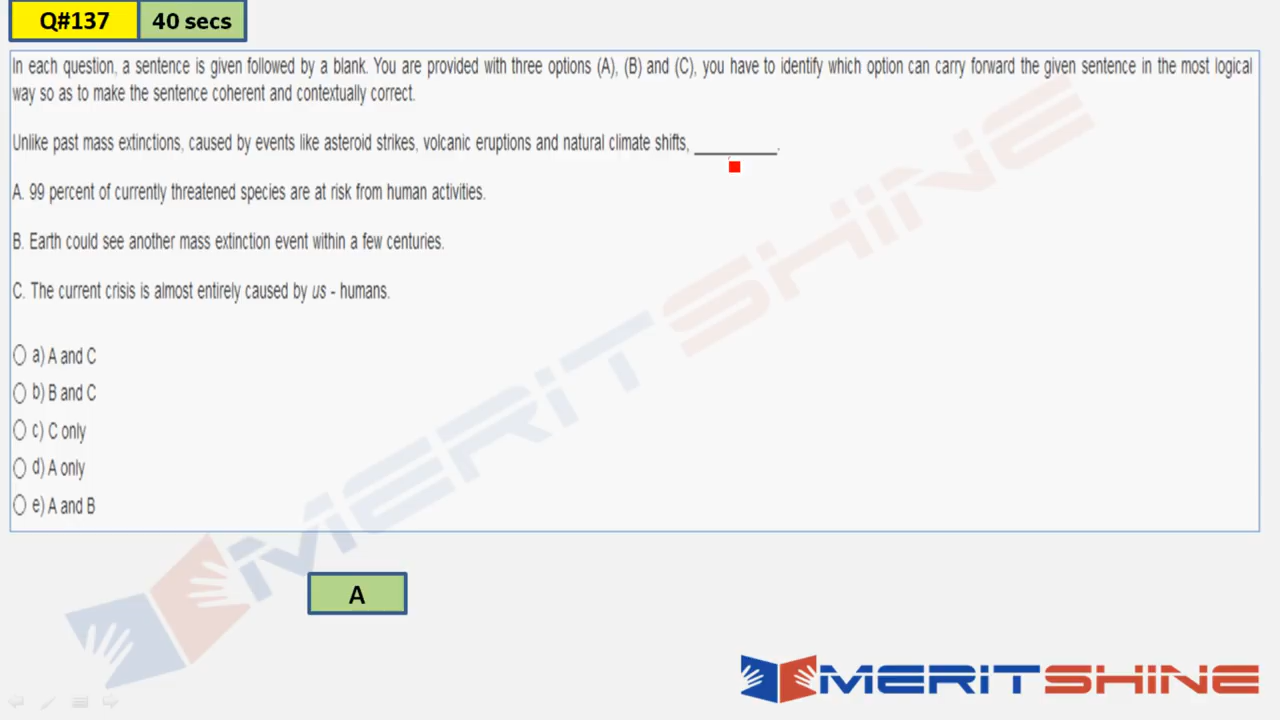 Q#137 40 secs
In each question, a sentence is given followed by a blank. You are provided with three options (A), (B) and (C), you have to identify which option can carry forward the given sentence in the most logical
way so as to make the sentence coherent and contextually correct.
Unlike past mass extinctions, caused by events like asteroid strikes, volcanic eruptions and natural climate shifts, __________.
A. 99 percent of currently threatened species are at risk from human activities.
B. Earth could see another mass extinction event within a few centuries.
C. The current crisis is almost entirely caused by us - humans.
a) A and C
b) B and C
c) C only
d) A only
e) A and B
MERITSHINE
A
MERITSHINE